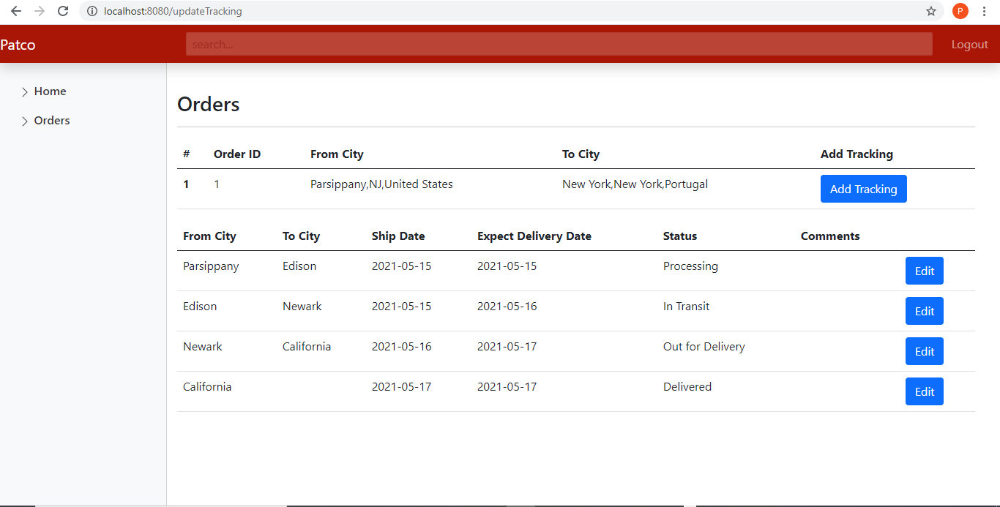 localhost:8080/updateTracking
P
Patco
search...
Logout
Home
Orders
Orders
# Order ID From City To City Add Tracking
1 1 Parsippany,NJ,United States New York,New York,Portugal Add Tracking
From City To City Ship Date Expect Delivery Date Status Comments
Parsippany Edison 2021-05-15 2021-05-15 Processing Edit
Edison Newark 2021-05-15 2021-05-16 In Transit Edit
Newark California 2021-05-16 2021-05-17 Out for Delivery Edit
California 2021-05-17 2021-05-17 Delivered Edit